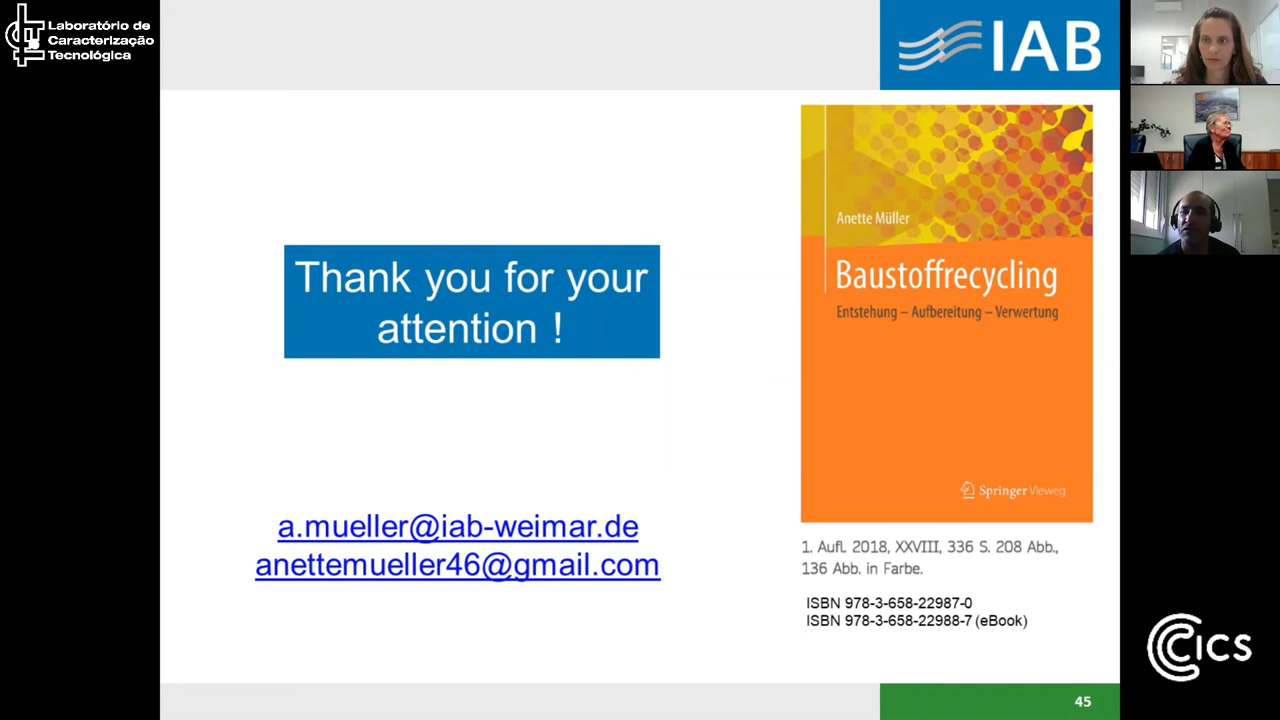 Laboratório de
Caracterização
Tecnológica
IAB
Thank you for your
attention !
a.mueller@iab-weimar.de
anettemueller46@gmail.com
Anette Müller
Baustoffrecycling
Entstehung – Aufbereitung – Verwertung
Springer Vieweg
1. Aufl. 2018, XXVIII, 336 S. 208 Abb.,
136 Abb. in Farbe.
ISBN 978-3-658-22987-0
ISBN 978-3-658-22988-7 (eBook)
CICS
45